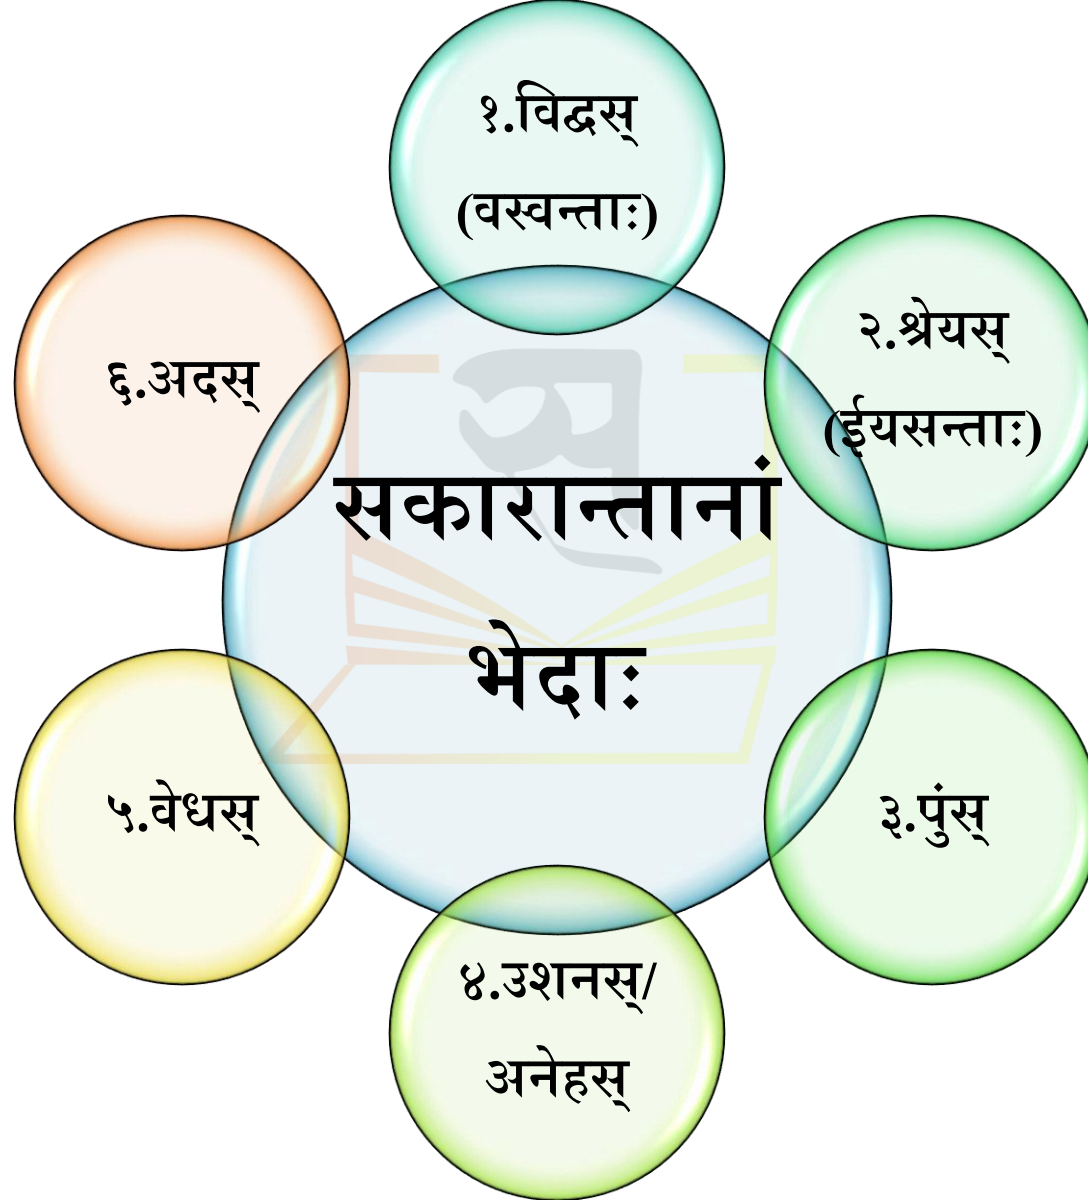 १.विद्वस्
(वस्वन्ताः)
२.श्रेयस्
(ईयसन्ताः)
३.पुंस्
४.उशनस्/
अनेहस्
५.वेधस्
६.अदस्
सकारान्तानां
भेदाः